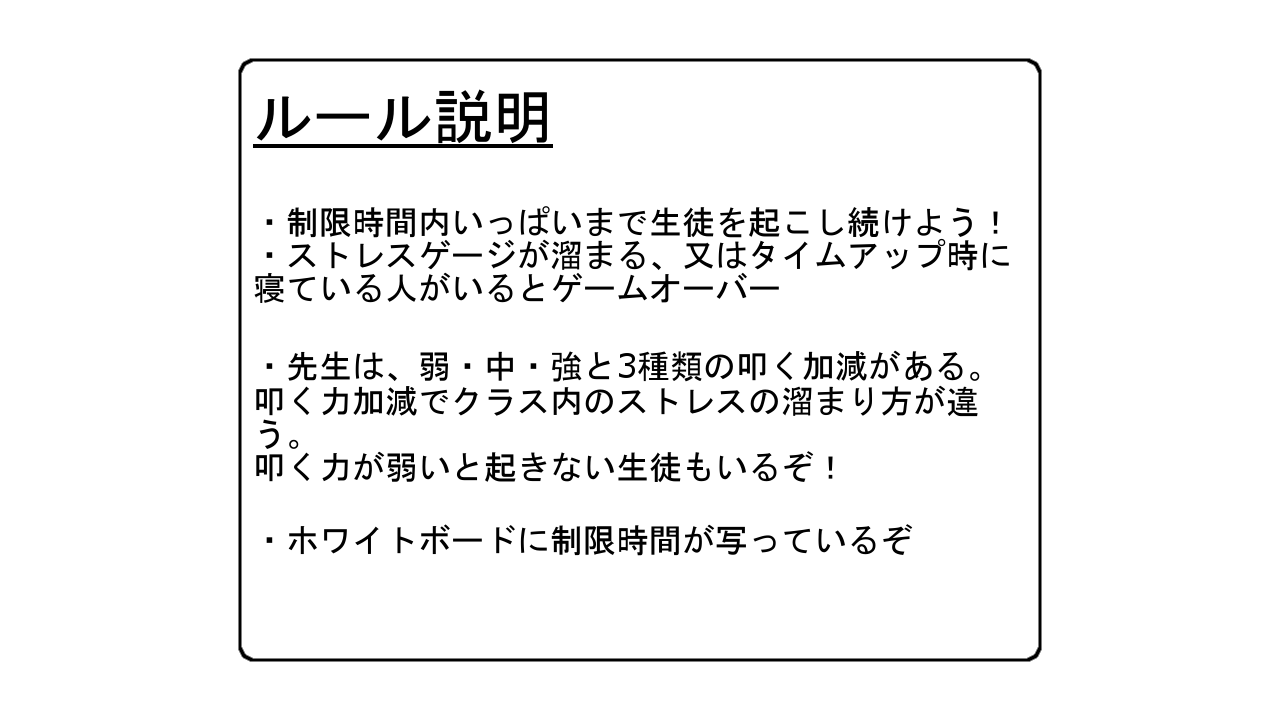 ルール説明
・制限時間内いっぱいまで生徒を起こし続けよう！
・ストレスゲージが溜まる、又はタイムアップ時に
寝ている人がいるとゲームオーバー
・先生は、弱・中・強と3種類の叩く加減がある。
叩く力加減でクラス内のストレスの溜まり方が違
う。
叩く力が弱いと起きない生徒もいるぞ！
・ホワイトボードに制限時間が写っているぞ